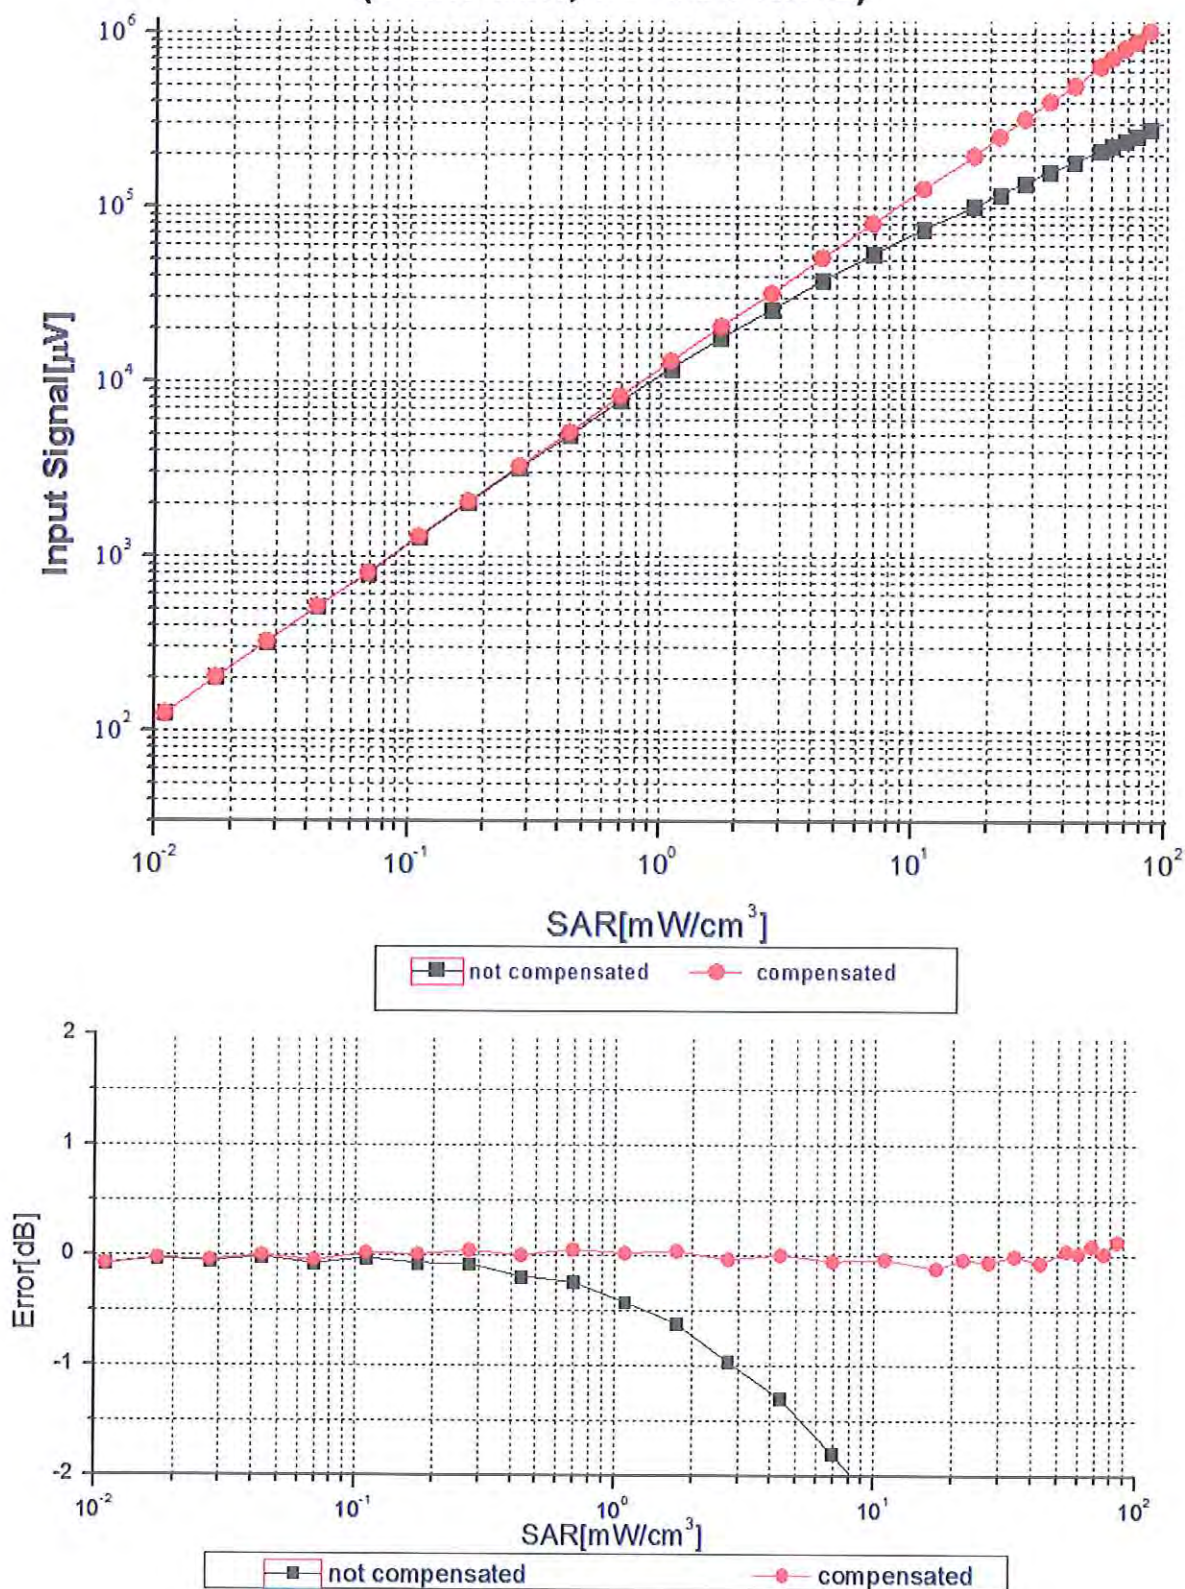 10⁶
10⁵
10⁴
10³
10²
Input Signal[µV]
10⁻² 10⁻¹ 10⁰ 10¹ 10²
SAR[mW/cm³]
not compensated compensated
2
1
0
-1
-2
Error[dB]
10⁻² 10⁻¹ 10⁰ 10¹ 10²
SAR[mW/cm³]
not compensated compensated